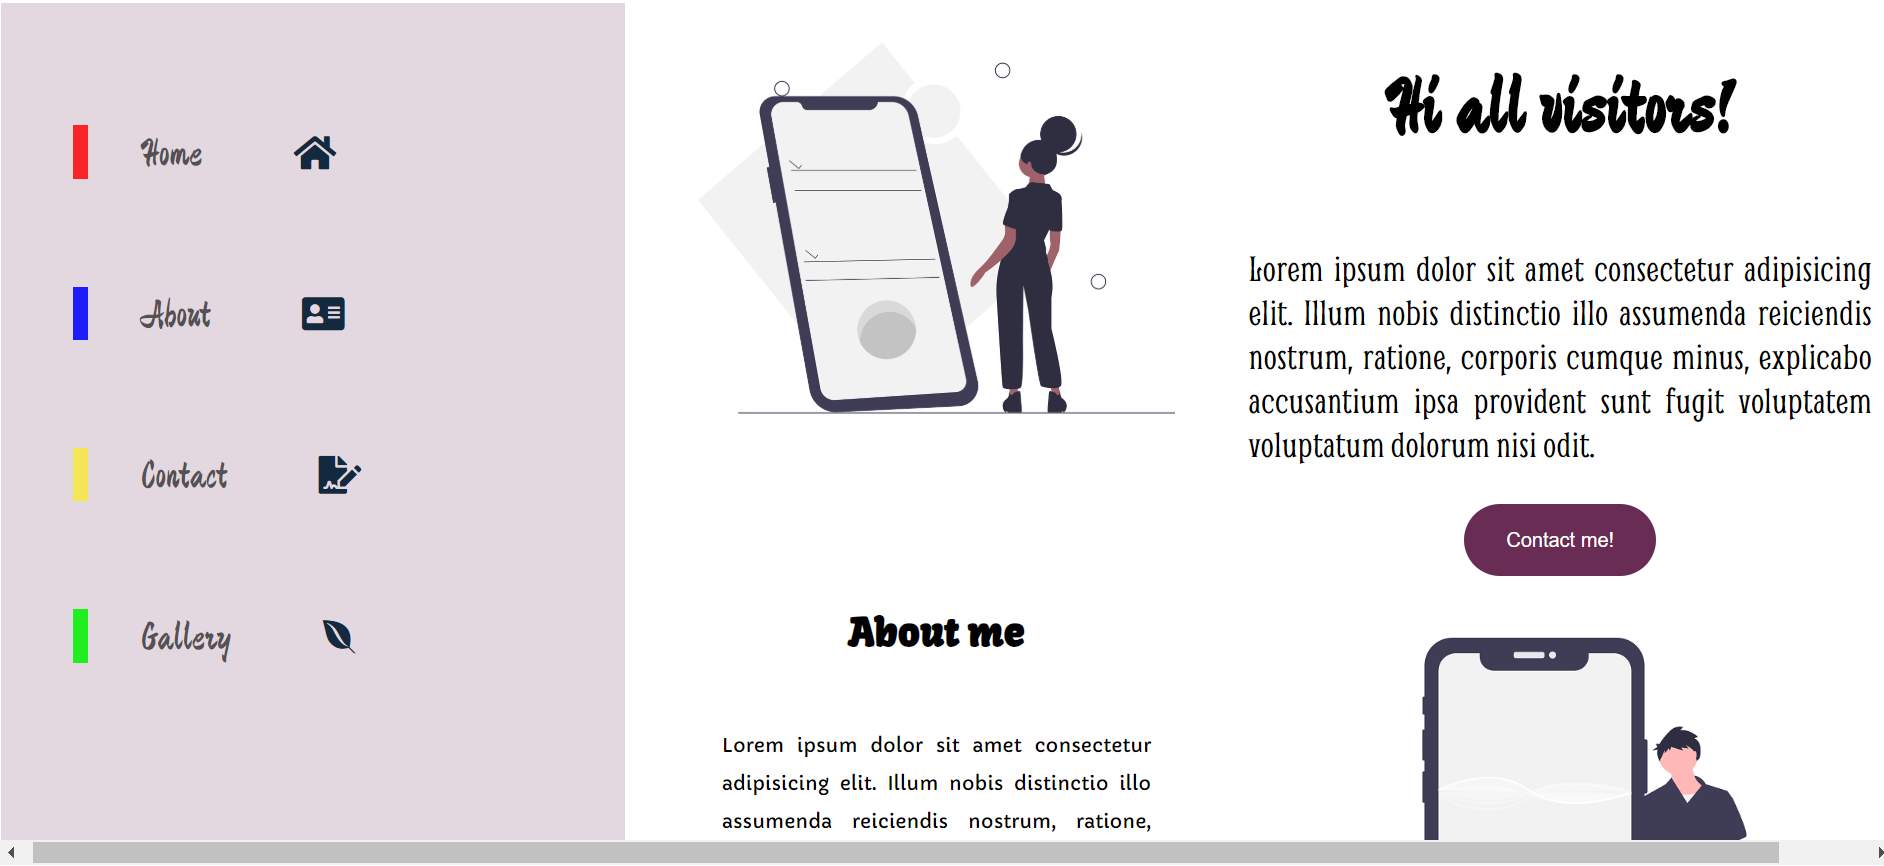 Home
About
Contact
Gallery
Hi all visitors!
Lorem ipsum dolor sit amet consectetur adipisicing
elit. Illum nobis distinctio illo assumenda reiciendis
nostrum, ratione, corporis cumque minus, explicabo
accusantium ipsa provident sunt fugit voluptatem
voluptatum dolorum nisi odit.
Contact me!
About me
Lorem ipsum dolor sit amet consectetur
adipisicing elit. Illum nobis distinctio illo
assumenda reiciendis nostrum, ratione,